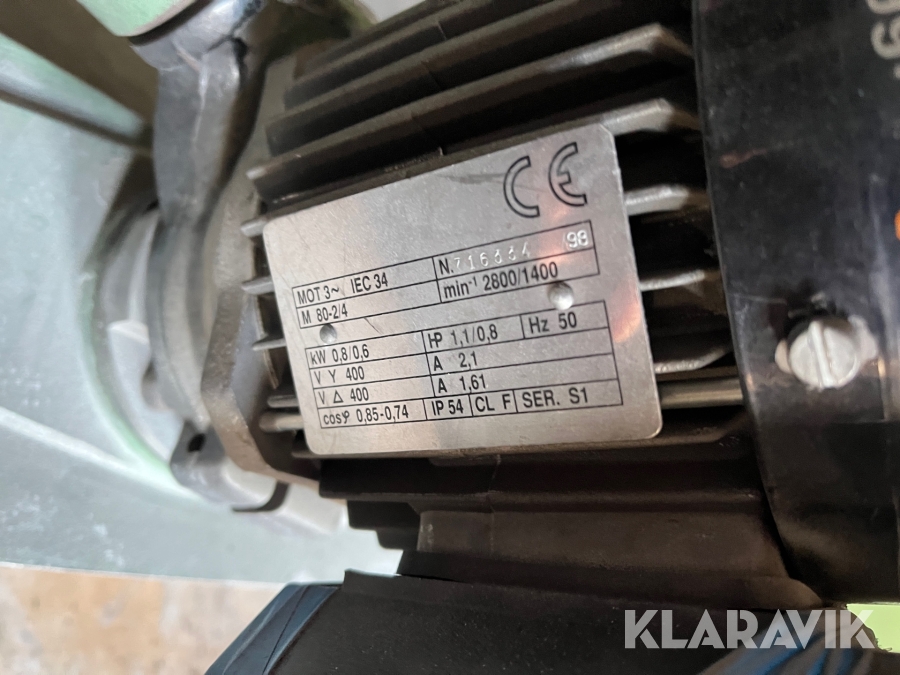 CE
MOT 3~ IEC 34 N. 716334 /98
M 80-2/4 min-1 2800/1400
kW 0,8/0,6 HP 1,1/0,8 Hz 50
V Y 400 A 2,1
V Δ 400 A 1,61
cosφ 0,85-0,74 IP 54 CL F SER. S1
KLARAVIK